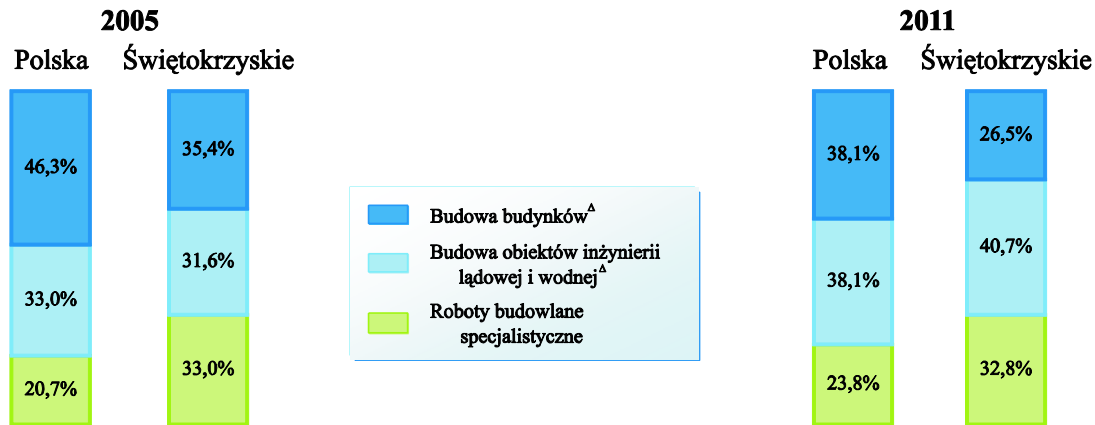 2005
Polska Świętokrzyskie
46,3%
33,0%
20,7%
35,4%
31,6%
33,0%
Budowa budynków^Δ
Budowa obiektów inżynierii
lądowej i wodnej^Δ
Roboty budowlane
specjalistyczne
2011
Polska Świętokrzyskie
38,1%
38,1%
23,8%
26,5%
40,7%
32,8%